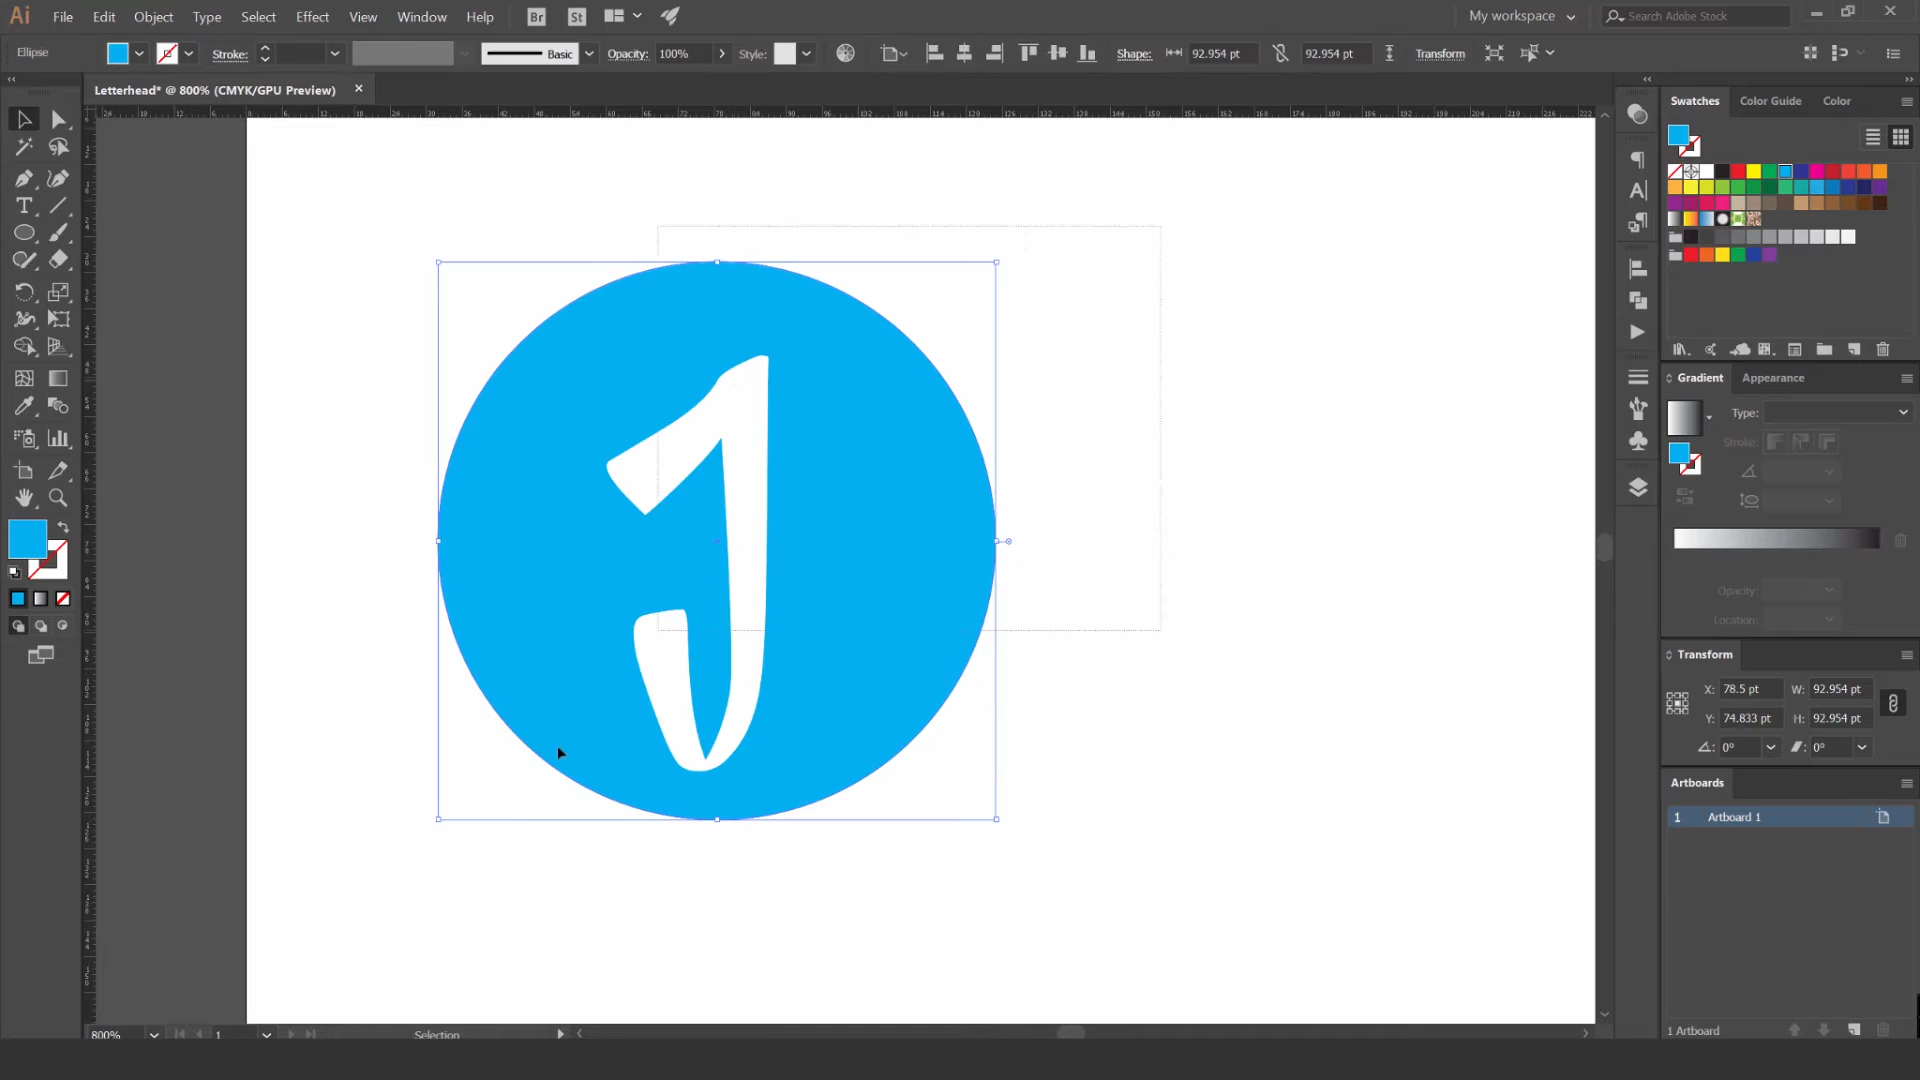 Ai File Edit Object Type Select Effect View Window Help Br St My workspace Search Adobe Stock
Ellipse Stroke: Basic Opacity: 100% Style: Shape: 92.954 pt 92.954 pt Transform
Letterhead* @ 800% (CMYK/GPU Preview)
Swatches Color Guide Color
Gradient Appearance
Type:
Stroke:
Opacity:
Location:
Transform
X: 78.5 pt W: 92.954 pt
Y: 74.833 pt H: 92.954 pt
0° 0°
Artboards
1 Artboard 1
1 Artboard
800% 1 Selection